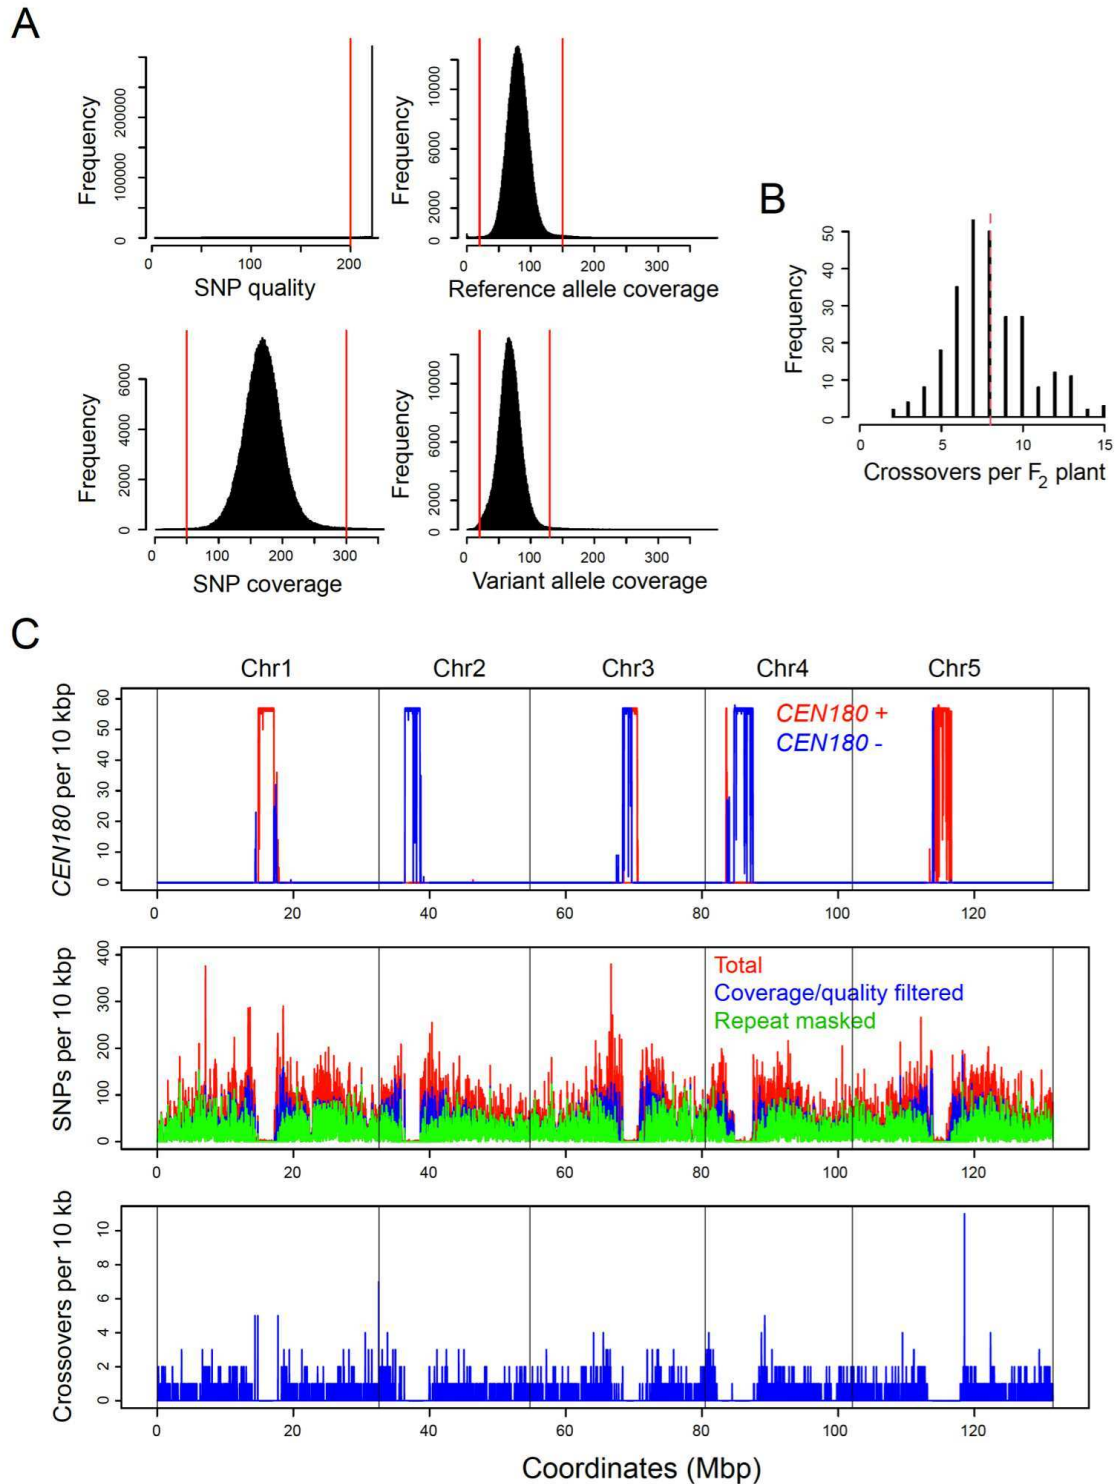 A
Frequency
0 100000 200000
0 50 100 200
SNP quality
Frequency
0 2000 6000 10000
0 100 200 300
Reference allele coverage
Frequency
0 2000 4000 6000
0 100 200 300
SNP coverage
Frequency
0 2000 6000 10000
0 100 200 300
Variant allele coverage
B
Frequency
0 10 20 30 40 50
0 5 10 15
Crossovers per F2 plant
C
Chr1 Chr2 Chr3 Chr4 Chr5
CEN180 per 10 kbp
0 10 20 30 40 50 60
CEN180 +
CEN180 -
0 20 40 60 80 100 120
SNPs per 10 kbp
0 100 200 300 400
Total
Coverage/quality filtered
Repeat masked
0 20 40 60 80 100 120
Crossovers per 10 kb
0 2 4 6 8 10
0 20 40 60 80 100 120
Coordinates (Mbp)